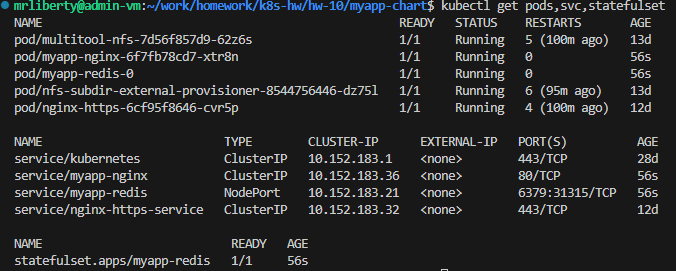 mrliberty@admin-vm:~/work/homework/k8s-hw/hw-10/myapp-chart$ kubectl get pods,svc,statefulset
NAME READY STATUS RESTARTS AGE
pod/multitool-nfs-7d56f857d9-62z6s 1/1 Running 5 (100m ago) 13d
pod/myapp-nginx-6f7fb78cd7-xtr8n 1/1 Running 0 56s
pod/myapp-redis-0 1/1 Running 0 56s
pod/nfs-subdir-external-provisioner-8544756446-dz75l 1/1 Running 6 (95m ago) 13d
pod/nginx-https-6cf95f8646-cvr5p 1/1 Running 4 (100m ago) 12d
NAME TYPE CLUSTER-IP EXTERNAL-IP PORT(S) AGE
service/kubernetes ClusterIP 10.152.183.1 <none> 443/TCP 28d
service/myapp-nginx ClusterIP 10.152.183.36 <none> 80/TCP 56s
service/myapp-redis NodePort 10.152.183.21 <none> 6379:31315/TCP 56s
service/nginx-https-service ClusterIP 10.152.183.32 <none> 443/TCP 12d
NAME READY AGE
statefulset.apps/myapp-redis 1/1 56s